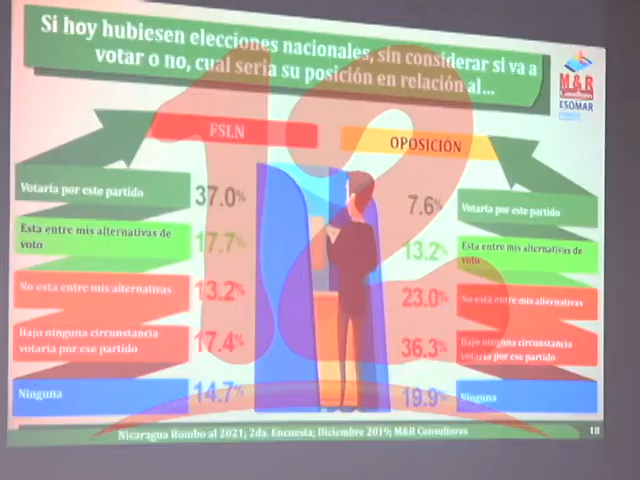 Si hoy hubiesen elecciones nacionales, sin considerar si va a
votar o no, cual seria su posición en relación al...
M&R
Consultores
ESOMAR
FSLN
OPOSICIÓN
12
Votaría por este partido
37.0%
7.6%
Votaría por este partido
Esta entre mis alternativas de
voto
17.7%
13.2%
Esta entre mis alternativas de
voto
No esta entre mis alternativas
13.2%
23.0%
No esta entre mis alternativas
Bajo ninguna circunstancia
votaría por ese partido
17.4%
36.3%
Bajo ninguna circunstancia
votaría por ese partido
Ninguna
14.7%
19.9%
Ninguna
Nicaragua Rumbo al 2021; 2da. Encuesta; Diciembre 2019; M&R Consultores
18